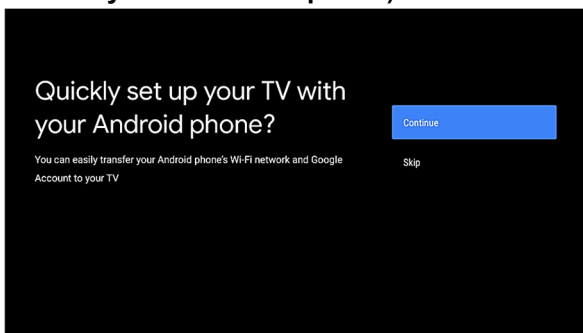 Quickly set up your TV with
your Android phone?
You can easily transfer your Android phone's Wi-Fi network and Google
Account to your TV
Continue
Skip